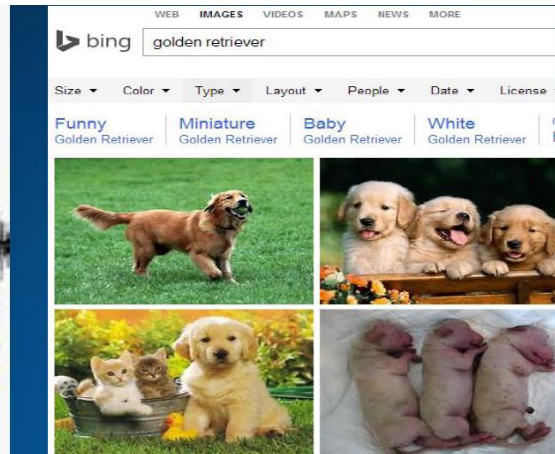 WEB IMAGES VIDEOS MAPS NEWS MORE
bing golden retriever
Size Color Type Layout People Date License
Funny Miniature Baby White
Golden Retriever Golden Retriever Golden Retriever Golden Retriever